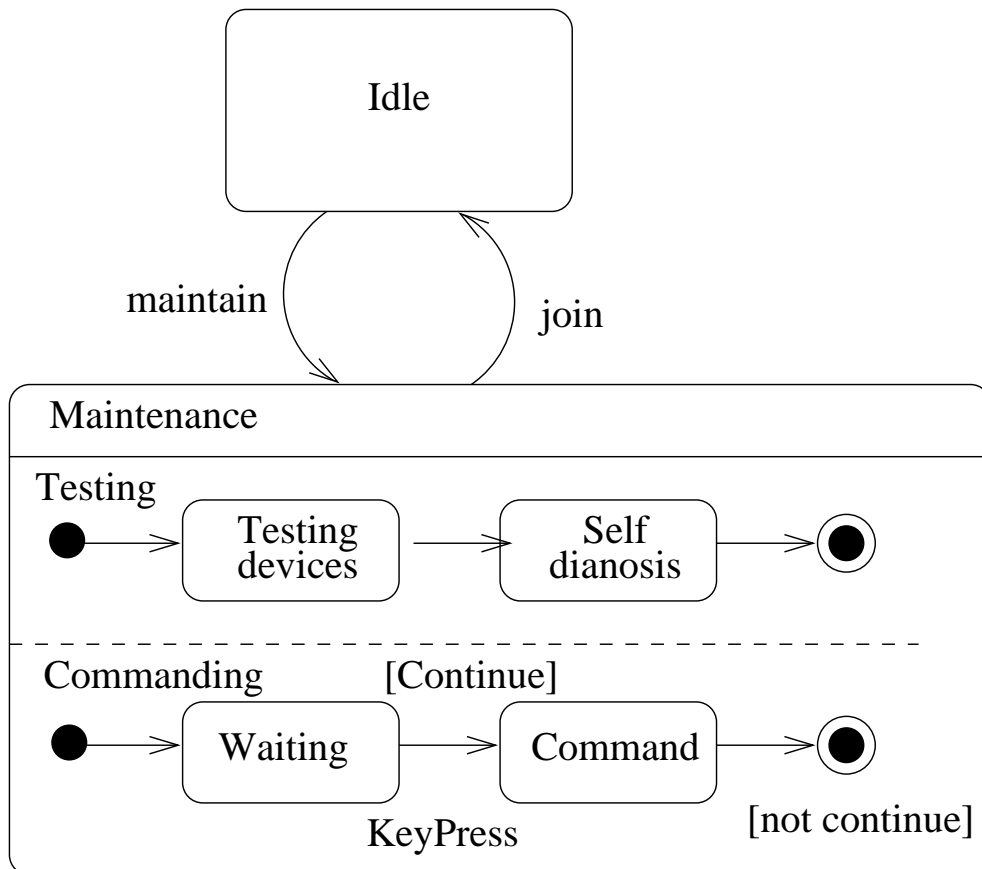 Idle
maintain
join
Maintenance
Testing
Testing
devices
Self
dianosis
Commanding
[Continue]
Waiting
Command
KeyPress
[not continue]